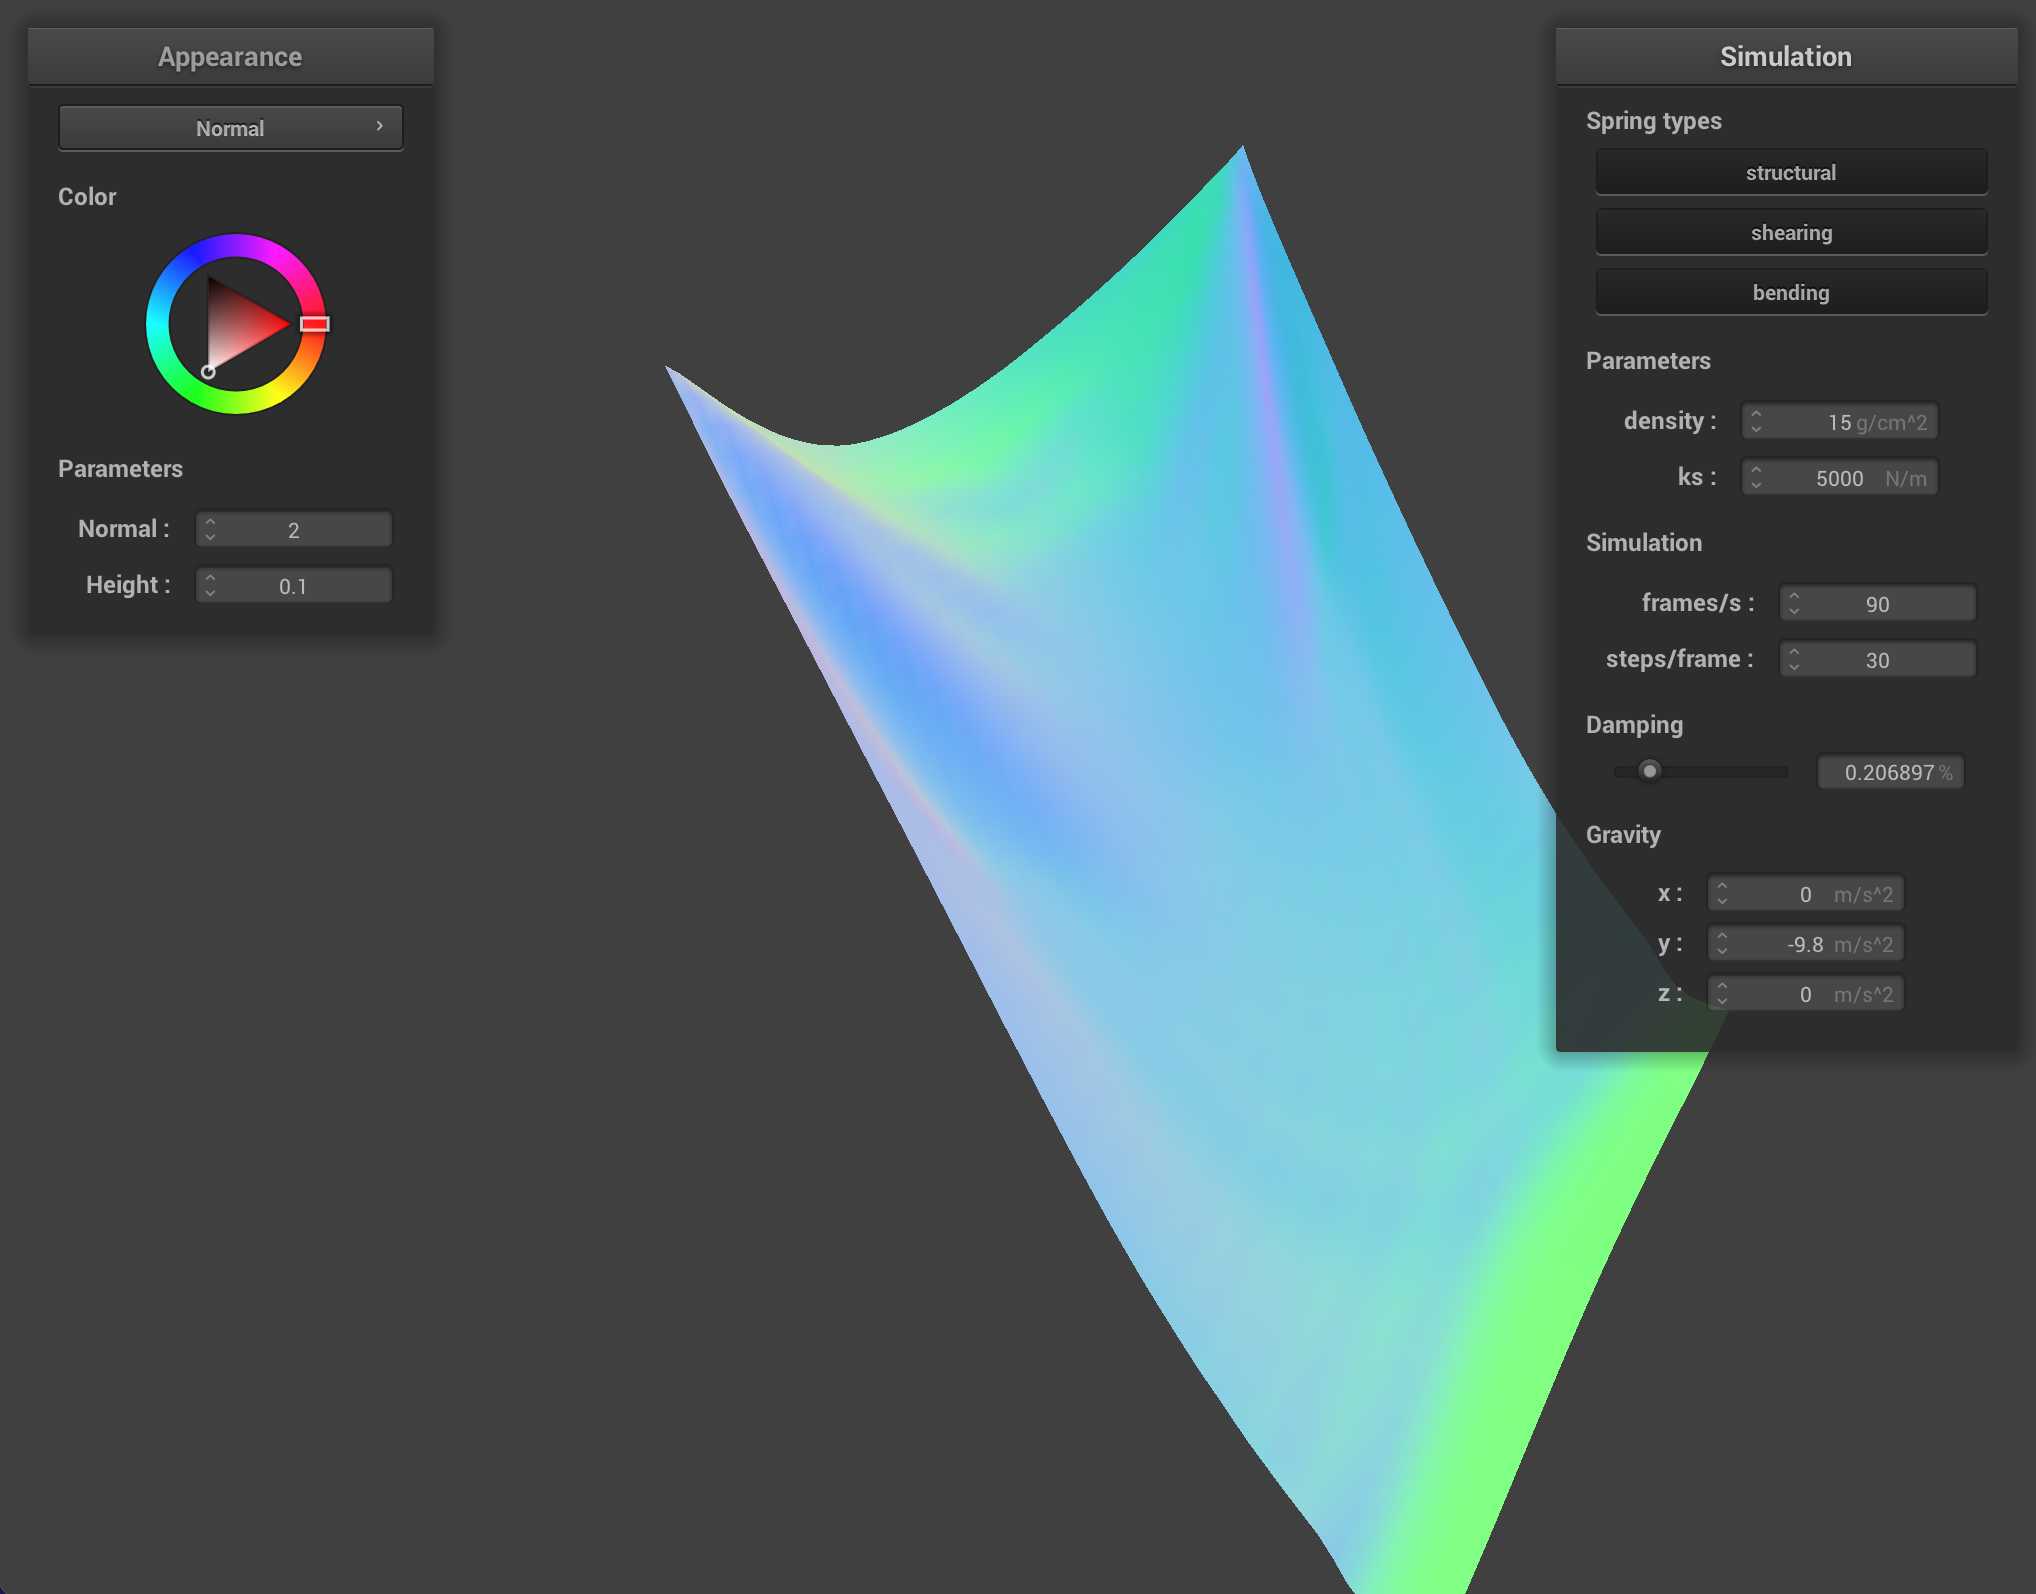 Appearance
Normal
Color
Parameters
Normal : 2
Height : 0.1
Simulation
Spring types
structural
shearing
bending
Parameters
density : 15 g/cm^2
ks : 5000 N/m
Simulation
frames/s : 90
steps/frame : 30
Damping
0.206897 %
Gravity
x : 0 m/s^2
y : -9.8 m/s^2
z : 0 m/s^2